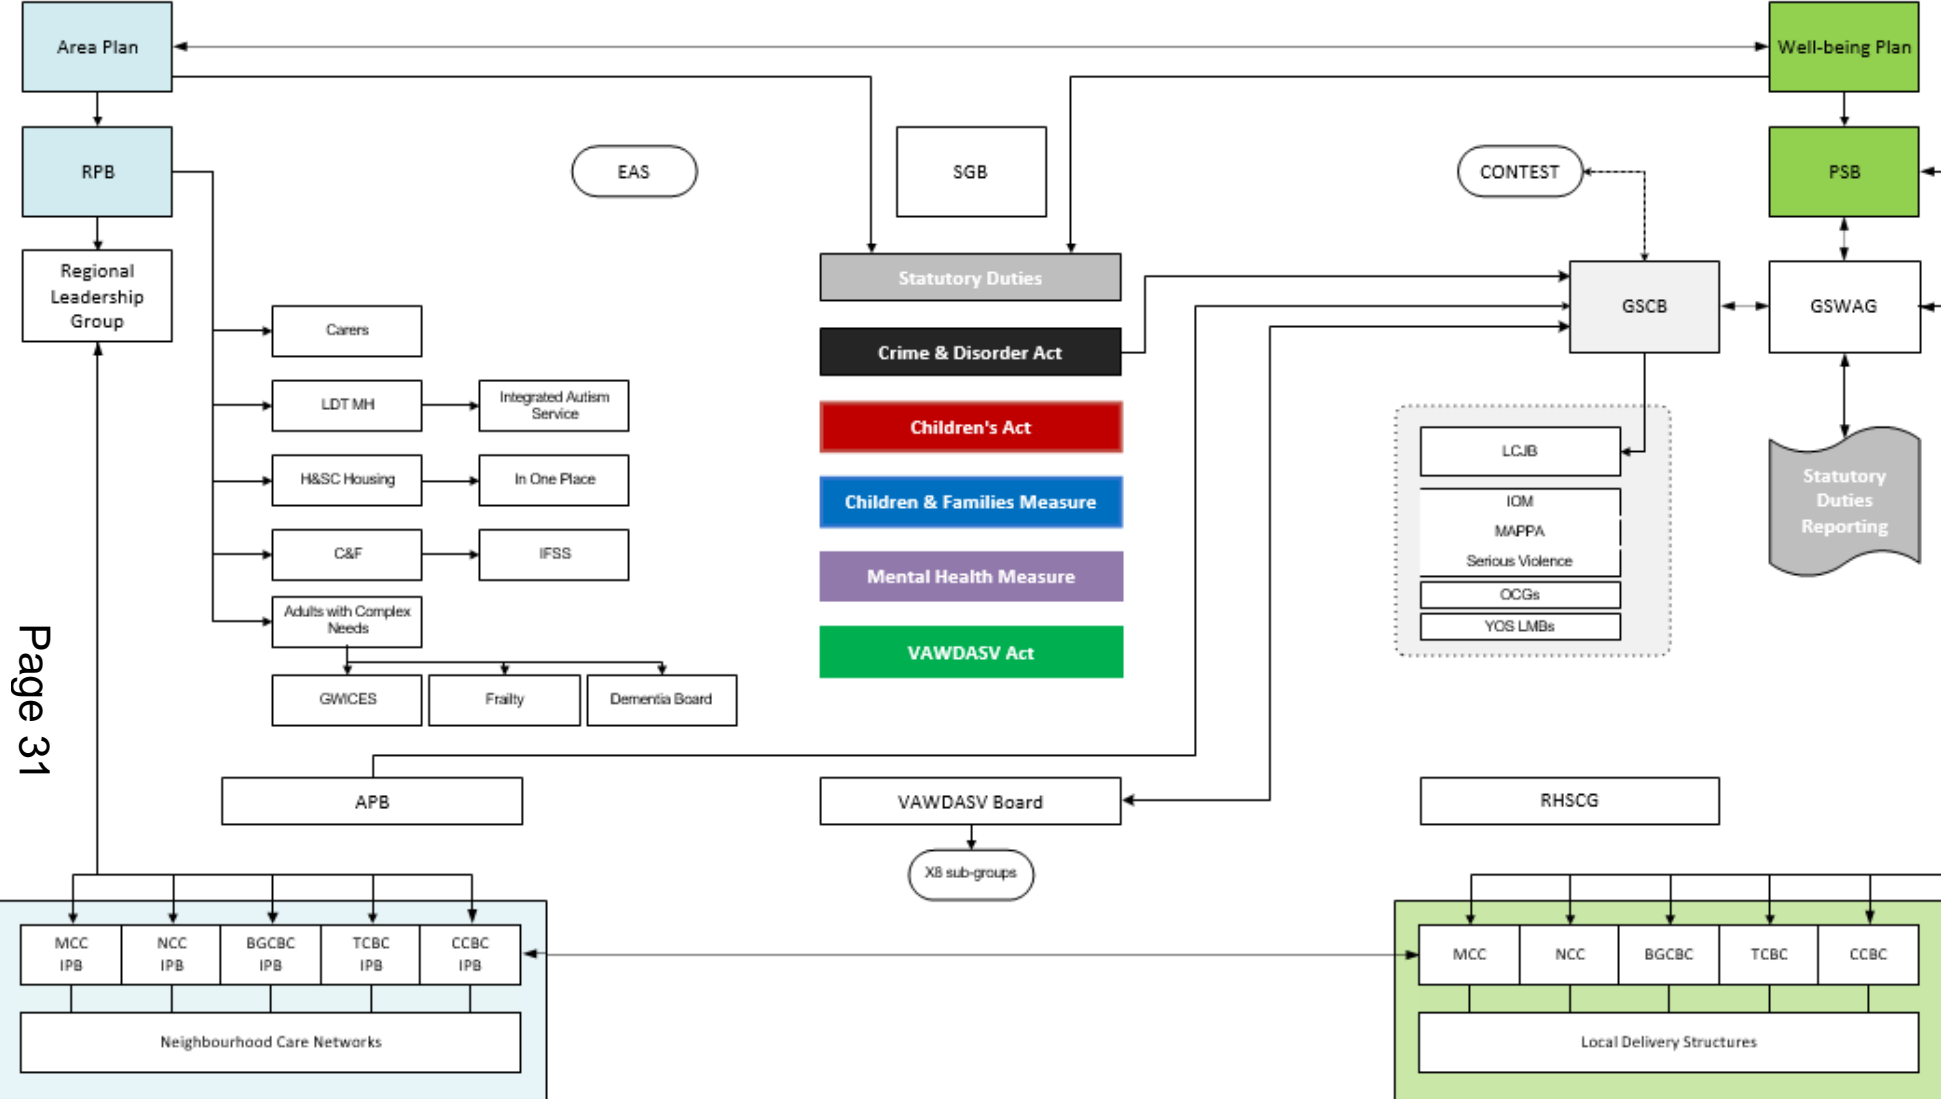 Area Plan
Well-being Plan
RPB
EAS
SGB
CONTEST
PSB
Regional
Leadership
Group
Statutory Duties
GSCB
GSWAG
Carers
Crime & Disorder Act
LDT MH
Integrated Autism
Service
Children's Act
LCJB
H&SC Housing
In One Place
Children & Families Measure
IOM
MAPPA
Serious Violence
Statutory
Duties
Reporting
C&F
IFSS
Mental Health Measure
OCGs
YOS LMBs
Adults with Complex
Needs
VAWDASV Act
GWICES
Frailty
Dementia Board
Page 31
APB
VAWDASV Board
RHSCG
X8 sub-groups
MCC
IPB
NCC
IPB
BGCBC
IPB
TCBC
IPB
CCBC
IPB
MCC
NCC
BGCBC
TCBC
CCBC
Neighbourhood Care Networks
Local Delivery Structures